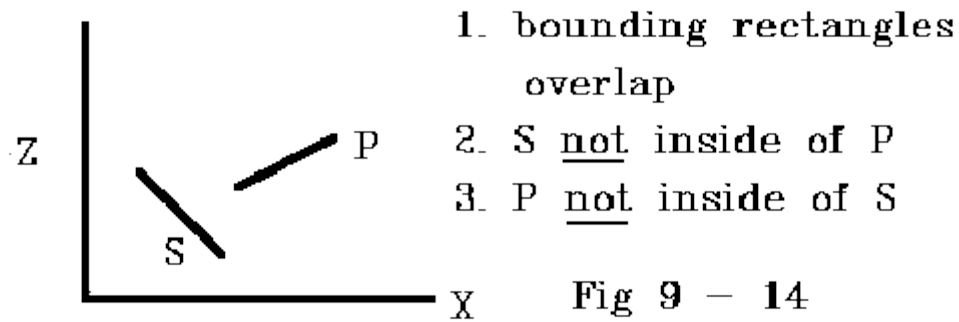 1. bounding rectangles
overlap
Z
P
2. S not inside of P
3. P not inside of S
S
X
Fig 9 – 14